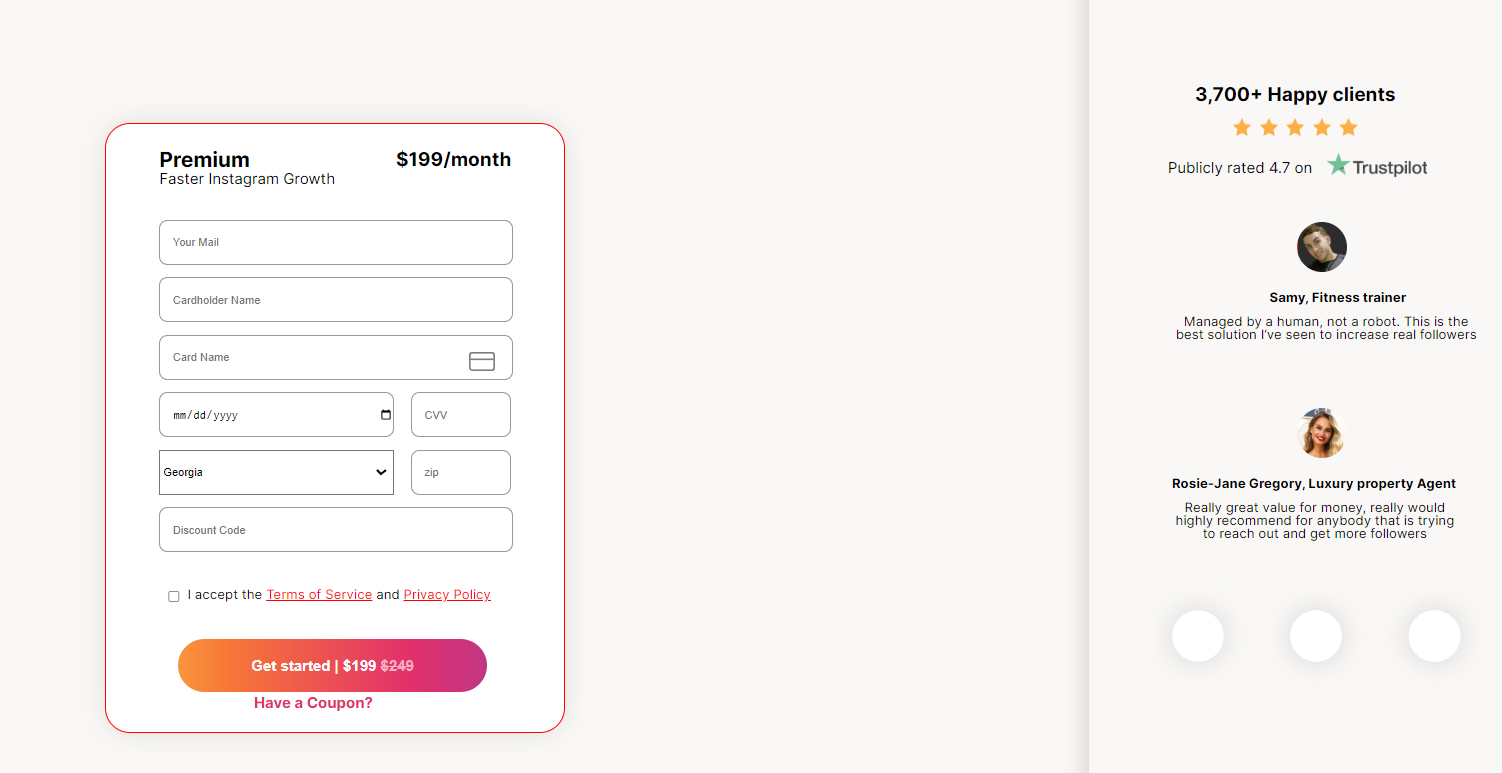 Premium
$199/month
Faster Instagram Growth
Your Mail
Cardholder Name
Card Name
mm/dd/yyyy
CVV
Georgia
zip
Discount Code
I accept the Terms of Service and Privacy Policy
Get started | $199 $249
Have a Coupon?
3,700+ Happy clients
Publicly rated 4.7 on Trustpilot
Samy, Fitness trainer
Managed by a human, not a robot. This is the
best solution I've seen to increase real followers
Rosie-Jane Gregory, Luxury property Agent
Really great value for money, really would
highly recommend for anybody that is trying
to reach out and get more followers